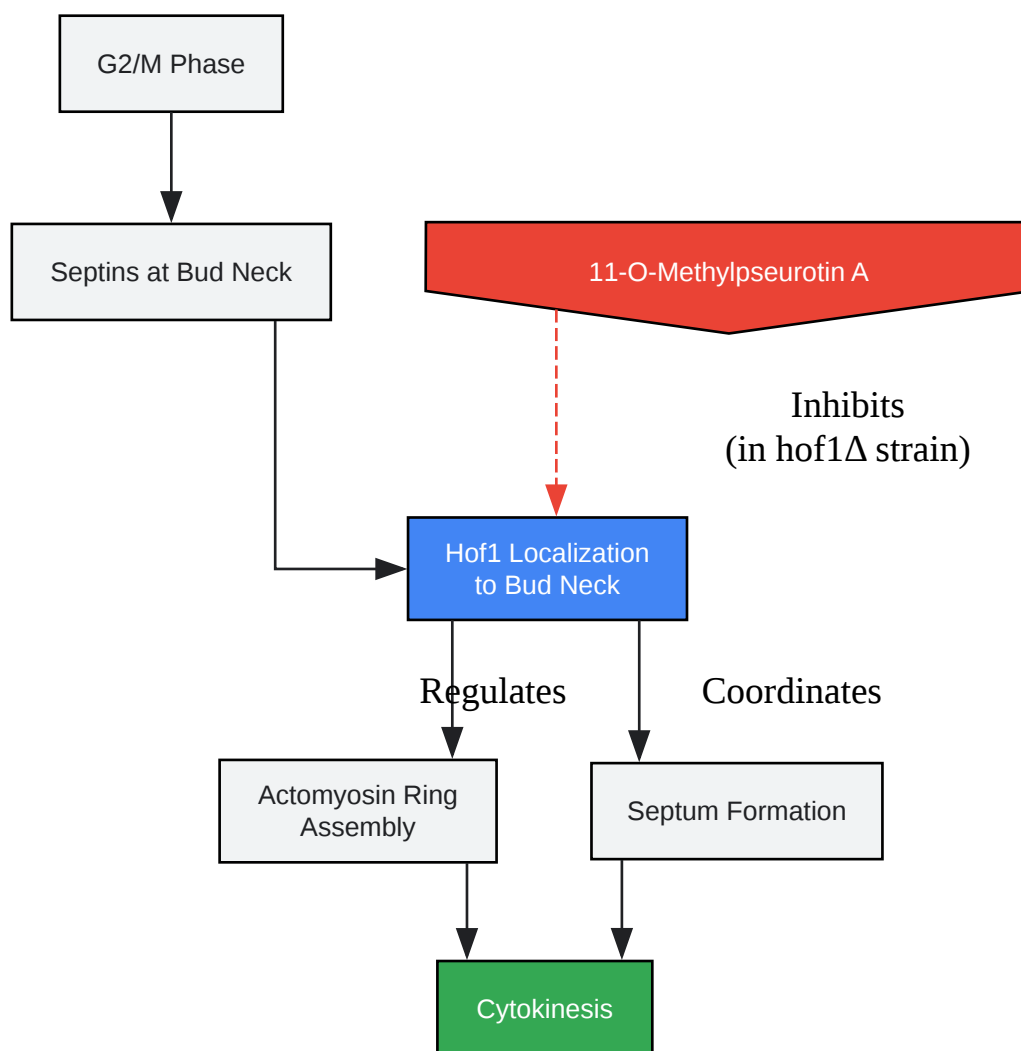 G2/M Phase
Septins at Bud Neck
11-O-Methylpseurotin A
Inhibits
(in hof1Δ strain)
Hof1 Localization
to Bud Neck
Regulates
Coordinates
Actomyosin Ring
Assembly
Septum Formation
Cytokinesis